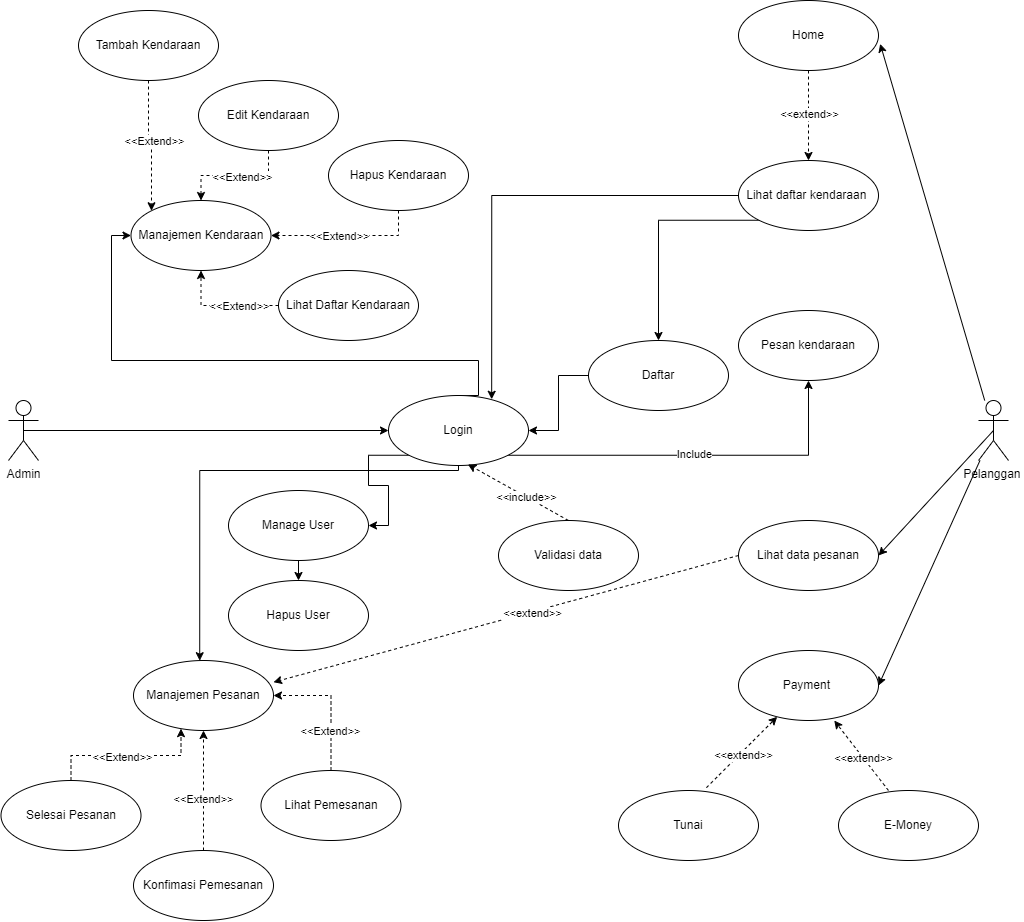 Tambah Kendaraan
Home
Edit Kendaraan
<<extend>>
<<Extend>>
Hapus Kendaraan
<<Extend>>
Lihat daftar kendaraan
Manajemen Kendaraan
<<Extend>>
<<Extend>>
Lihat Daftar Kendaraan
Pesan kendaraan
Daftar
Login
Include
Admin
Pelanggan
<<include>>
Manage User
Validasi data
Lihat data pesanan
Hapus User
<<extend>>
Manajemen Pesanan
Payment
<<Extend>>
<<Extend>>
<<extend>>
<<extend>>
<<Extend>>
Lihat Pemesanan
Selesai Pesanan
Tunai
E-Money
Konfimasi Pemesanan